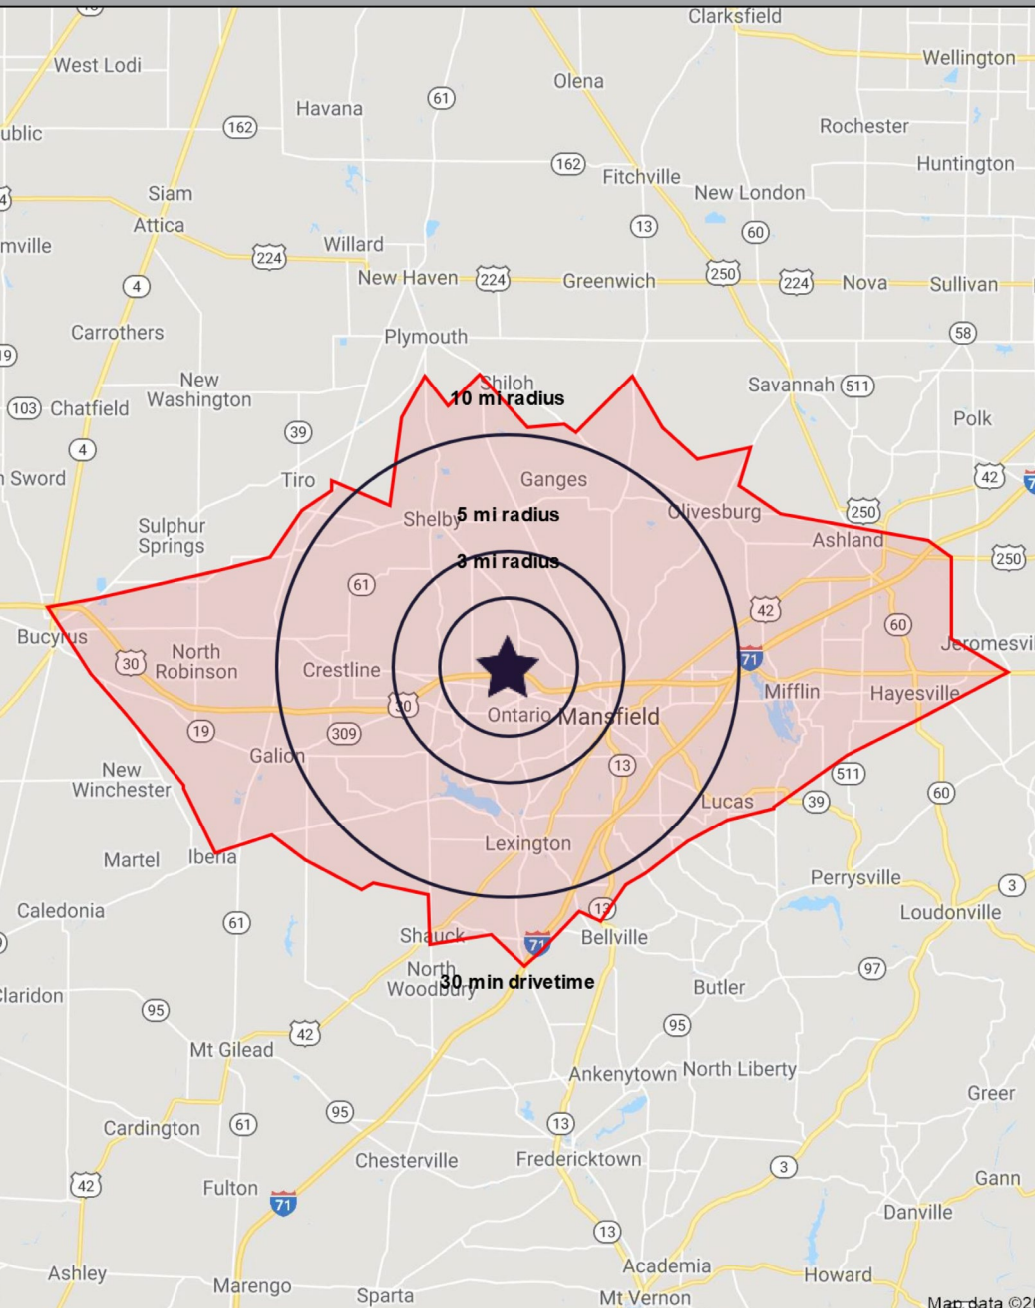 Clarksfield
West Lodi
Wellington
Olena
61
Havana
162
Rochester
ublic
162
Huntington
Fitchville
Siam
New London
4
Attica
13
60
mville
Willard
224
New Haven
224
Greenwich
250
224
Nova
Sullivan
4
Carrothers
Plymouth
58
19
New
Washington
Shiloh
Savannah
511
10 mi radius
103
Chatfield
Polk
39
4
n Sword
Tiro
Ganges
42
7
Shelby
5 mi radius
Olivesburg
250
Sulphur
Springs
Ashland
3 mi radius
250
61
42
60
Bucyrus
Jeromesvi
30
North
Robinson
Crestline
71
Mifflin
Hayesville
30
Ontario
Mansfield
19
309
Galion
13
New
Winchester
511
39
60
Lucas
Lexington
Martel
Iberia
Perrysville
3
Caledonia
61
13
Loudonville
Shauck
71
Bellville
North
Woodbury
30 min drivetime
97
Butler
Claridon
95
95
42
Mt Gilead
Ankenytown
North Liberty
Greer
95
Cardington
61
13
Chesterville
Fredericktown
3
42
Fulton
71
Gann
Danville
13
Ashley
Academia
Howard
Marengo
Sparta
Mt Vernon
Map data ©20